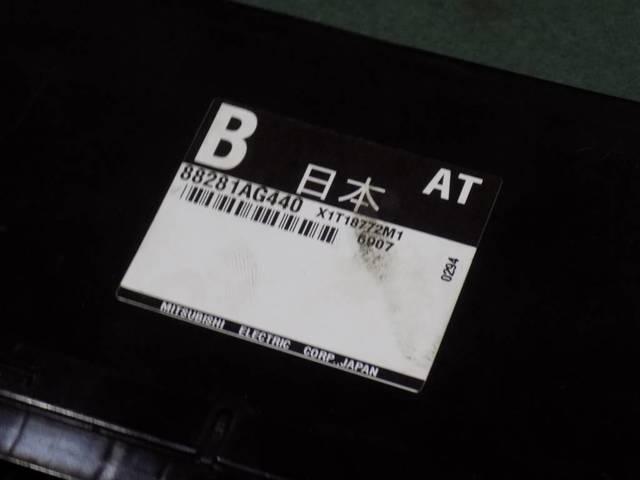 B 日本 AT
88281AG440 X1T18772M1
6907
0294
MITSUBISHI ELECTRIC CORP. JAPAN